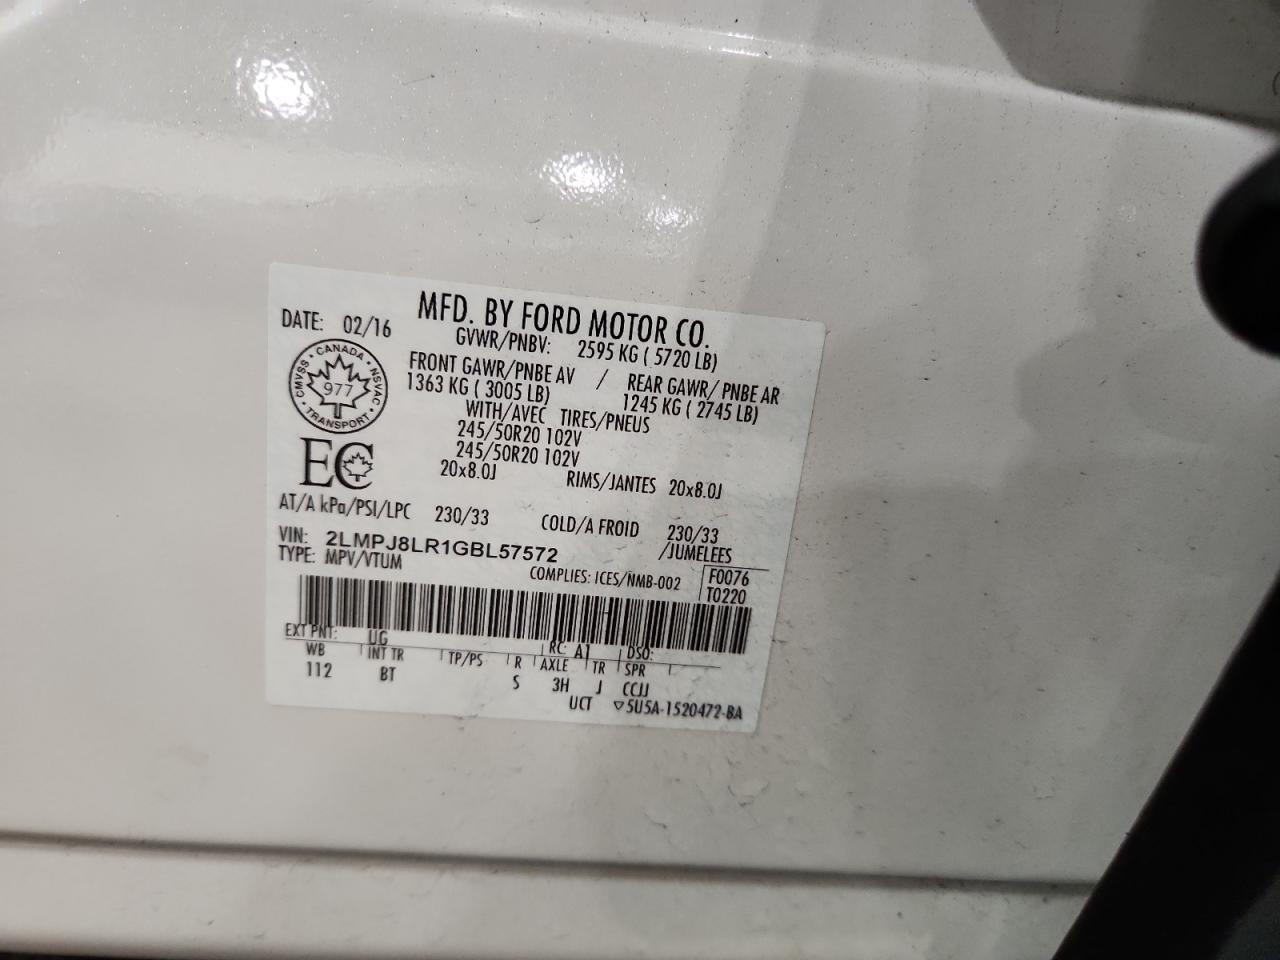 MFD. BY FORD MOTOR CO.
DATE: 02/16
GVWR/PNBV: 2595 KG ( 5720 LB)
FRONT GAWR/PNBE AV / REAR GAWR/ PNBE AR
1363 KG ( 3005 LB) 1245 KG ( 2745 LB)
WITH/AVEC TIRES/PNEUS
245/50R20 102V
245/50R20 102V
20x8.0J RIMS/JANTES 20x8.0J
CANADA
CMVSS • NSVAC
977
TRANSPORT
EC
AT/A kPa/PSI/LPC 230/33 COLD/A FROID 230/33
/JUMELEES
VIN: 2LMPJ8LR1GBL57572
TYPE: MPV/VTUM
COMPLIES: ICES/NMB-002
F0076
T0220
EXT PNT: UG RC: A1 DSO:
WB INT TR TP/PS R AXLE TR SPR
112 BT S 3H J CCJJ
UCT ▽5U5A-1520472-BA